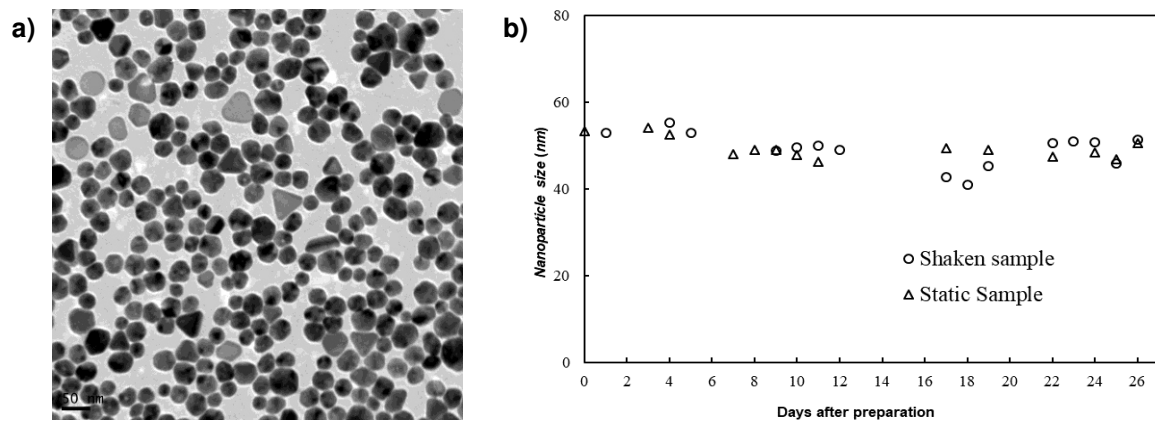 a)
50 nm
b)
Nanoparticle size (nm)
80
60
40
20
0
Shaken sample
Static Sample
0 2 4 6 8 10 12 14 16 18 20 22 24 26
Days after preparation